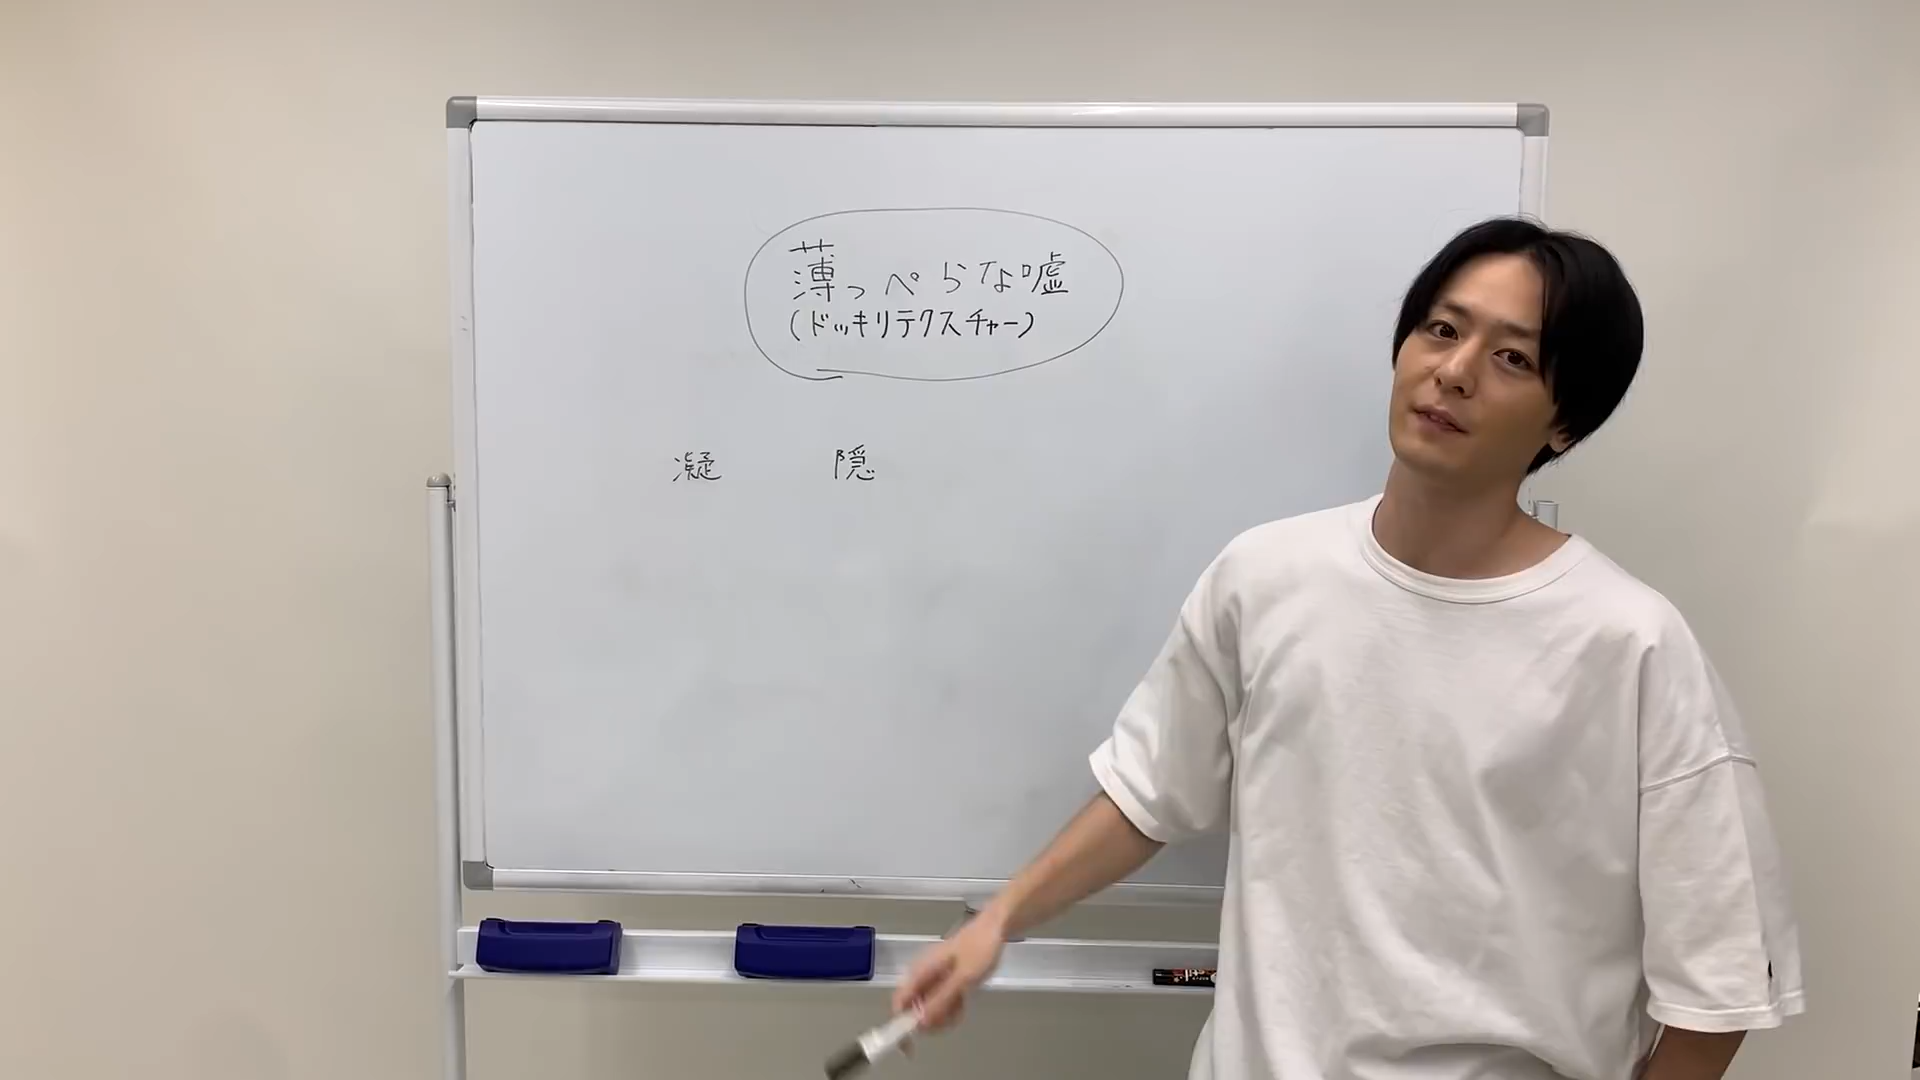 薄っぺらな嘘
(ドッキリテクスチャー)
凝 隠